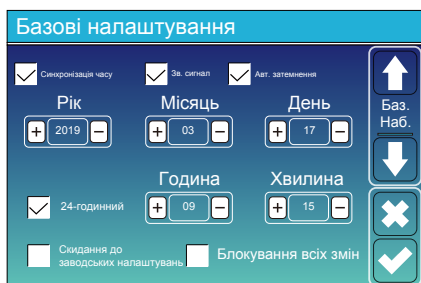 Базові налаштування
Синхронізація часу
Зв. сигнал
Авт. затемнення
Рік
Місяць
День
+ 2019 −
+ 03 −
+ 17 −
Баз.
Наб.
Година
Хвилина
24-годинний
+ 09 −
+ 15 −
Скидання до
заводських налаштувань
Блокування всіх змін